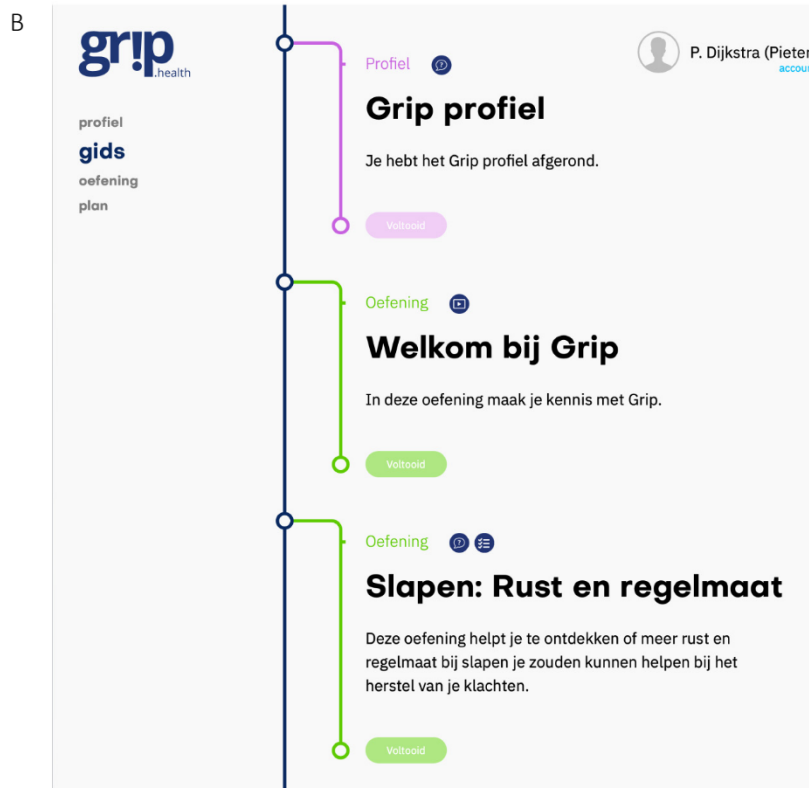 B
gr!p
.health
P. Dijkstra (Pieter
accou
profiel
gids
oefening
plan
Profiel
Grip profiel
Je hebt het Grip profiel afgerond.
Voltooid
Oefening
Welkom bij Grip
In deze oefening maak je kennis met Grip.
Voltooid
Oefening
Slapen: Rust en regelmaat
Deze oefening helpt je te ontdekken of meer rust en
regelmaat bij slapen je zouden kunnen helpen bij het
herstel van je klachten.
Voltooid